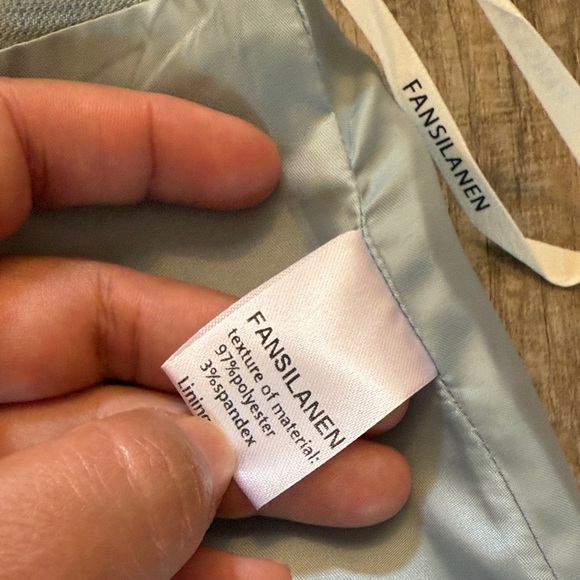 FANSILANEN
FANSILANEN
texture of material:
97%polyester
3%spandex
Lining